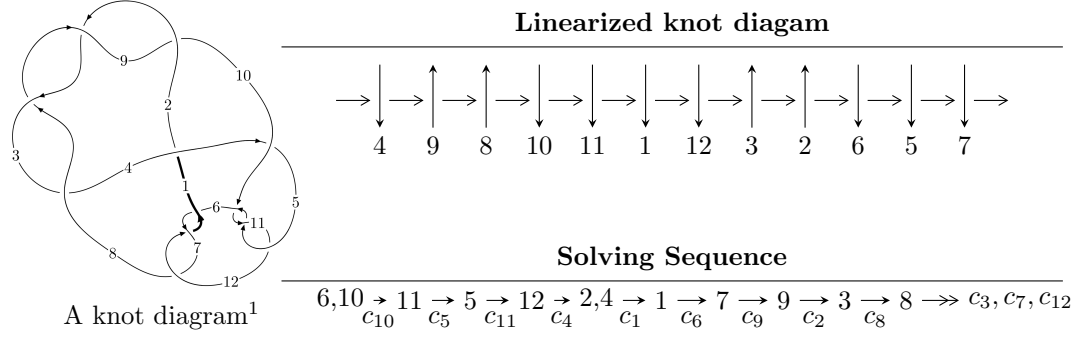 9
10
2
3
4
1
6
5
11
7
8
12
A knot diagram¹
Linearized knot diagam
4 9 8 10 11 1 12 3 2 6 5 7
Solving Sequence
6,10 → 11 → 5 → 12 → 2,4 → 1 → 7 → 9 → 3 → 8 ↠ c₃, c₇, c₁₂
c₁₀ c₅ c₁₁ c₄ c₁ c₆ c₉ c₂ c₈